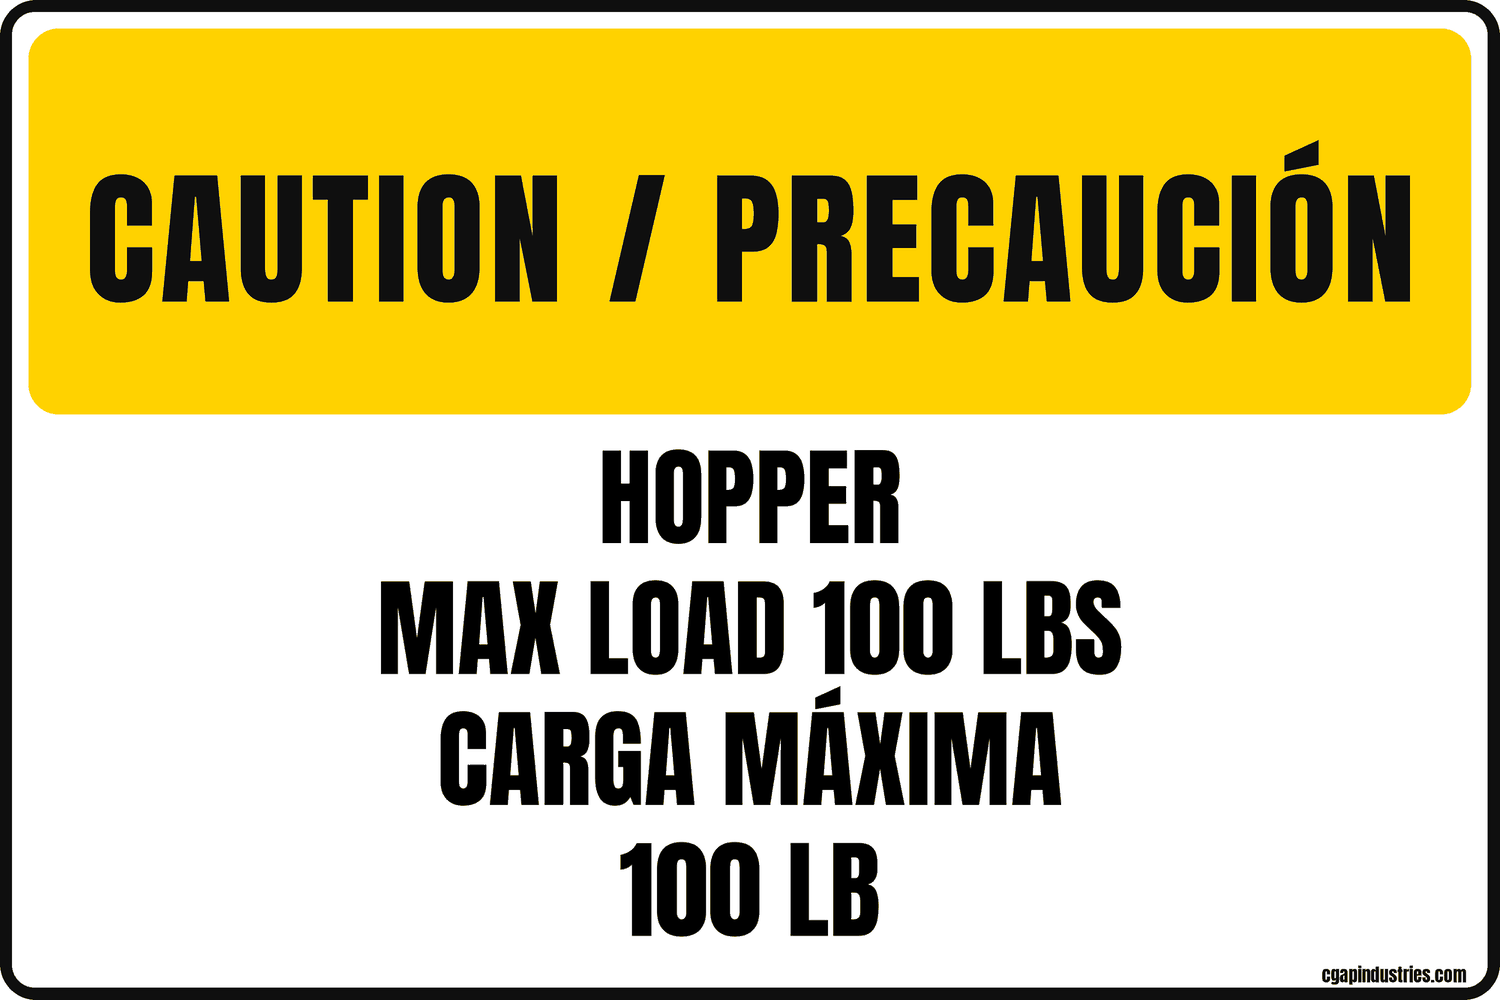 CAUTION / PRECAUCIÓN
HOPPER
MAX LOAD 100 LBS
CARGA MÁXIMA
100 LB
cgapindustries.com